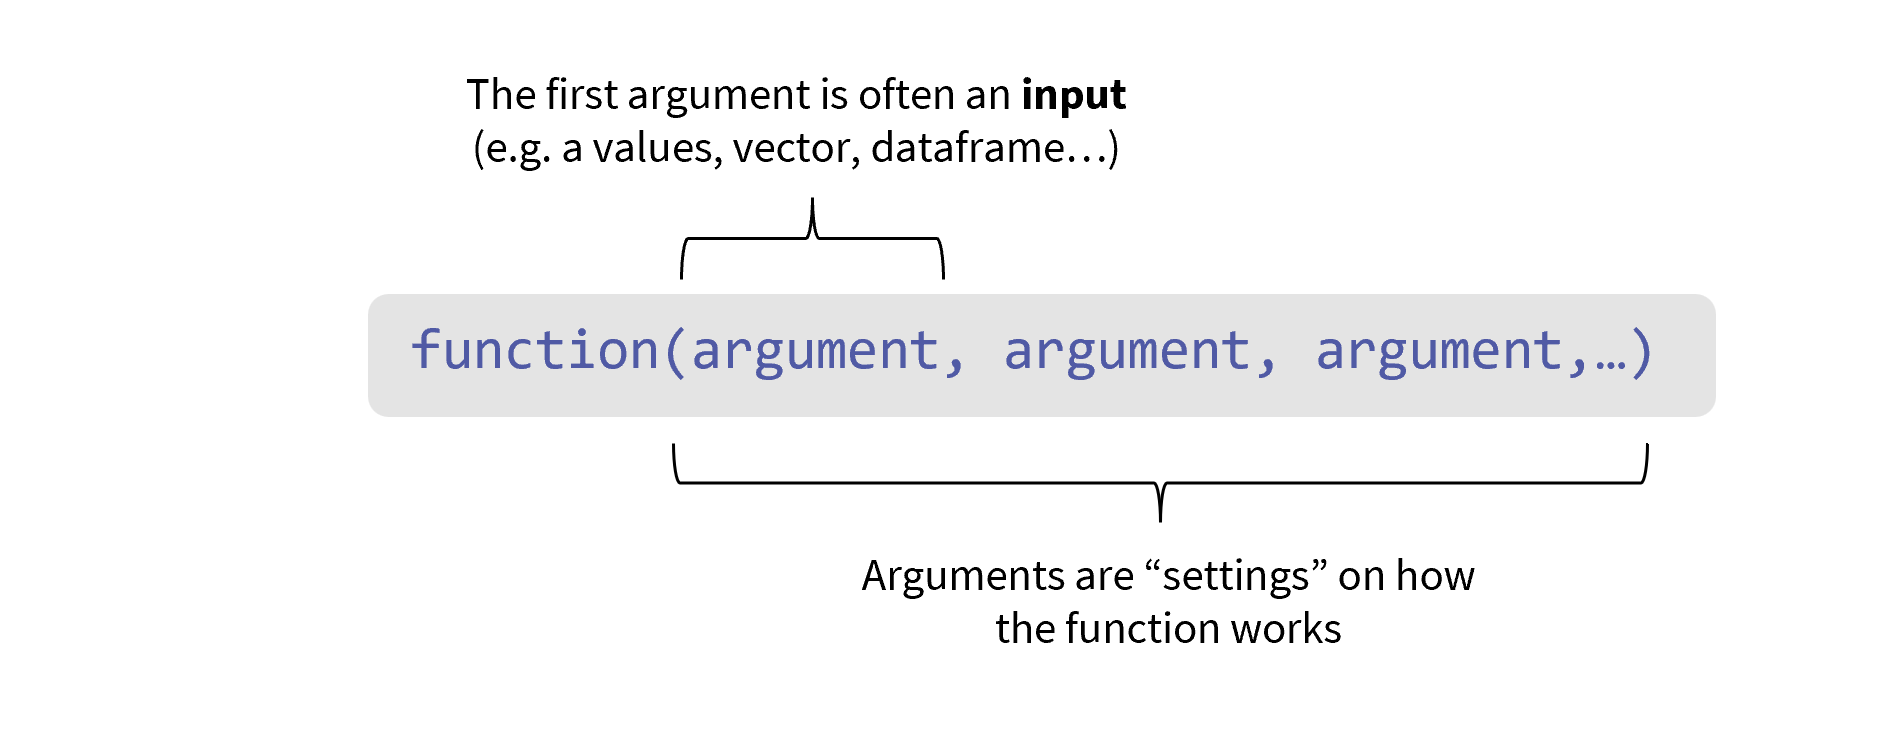 The first argument is often an input
(e.g. a values, vector, dataframe…)
function(argument, argument, argument,…)
Arguments are “settings” on how
the function works